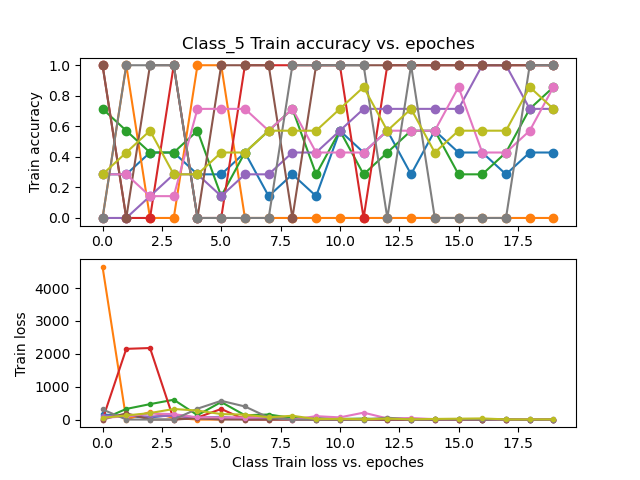 Class_5 Train accuracy vs. epoches
Train accuracy
1.0
0.8
0.6
0.4
0.2
0.0
0.0 2.5 5.0 7.5 10.0 12.5 15.0 17.5
Train loss
4000
3000
2000
1000
0
0.0 2.5 5.0 7.5 10.0 12.5 15.0 17.5
Class Train loss vs. epoches